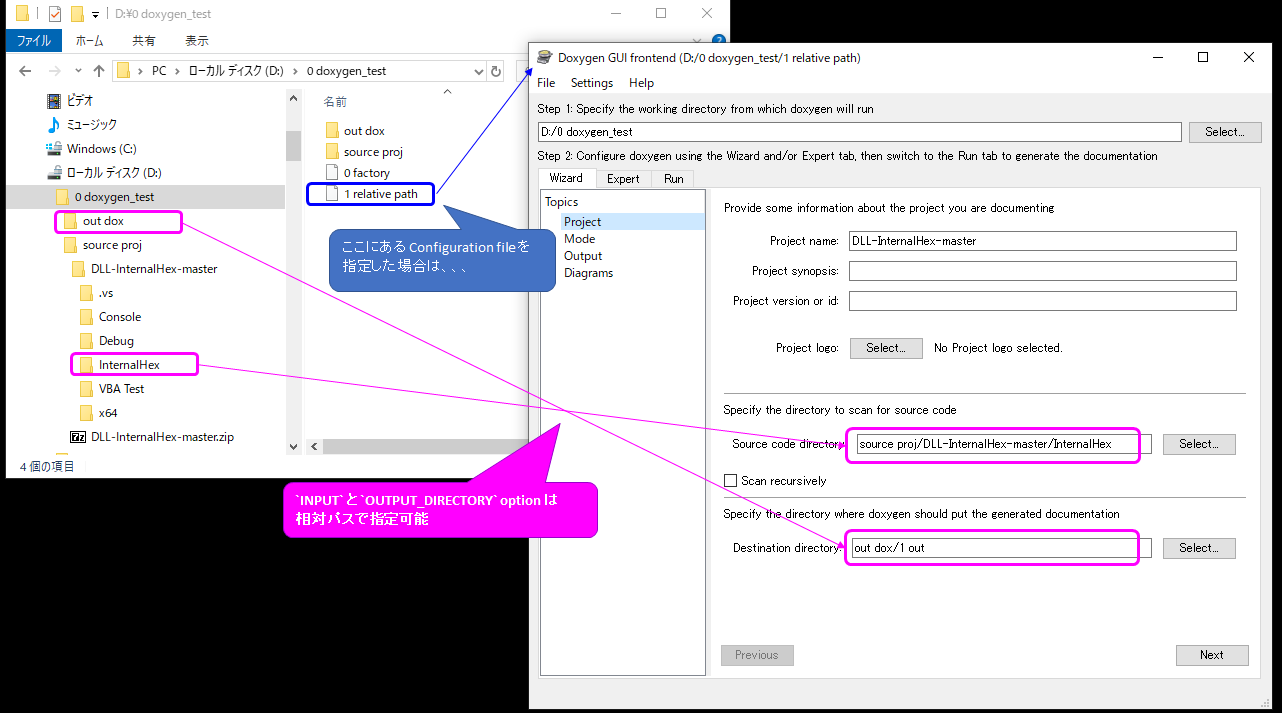 D:¥0 doxygen_test
ファイル ホーム 共有 表示
PC ローカル ディスク (D:) 0 doxygen_test
ビデオ
ミュージック
Windows (C:)
ローカル ディスク (D:)
0 doxygen_test
out dox
source proj
DLL-InternalHex-master
.vs
Console
Debug
InternalHex
VBA Test
x64
DLL-InternalHex-master.zip
名前
out dox
source proj
0 factory
1 relative path
4 個の項目
ここにある Configuration fileを
指定した場合は、、、
`INPUT`と`OUTPUT_DIRECTORY` option は
相対パスで指定可能
Doxygen GUI frontend (D:/0 doxygen_test/1 relative path)
File Settings Help
Step 1: Specify the working directory from which doxygen will run
D:/0 doxygen_test Select...
Step 2: Configure doxygen using the Wizard and/or Expert tab, then switch to the Run tab to generate the documentation
Wizard Expert Run
Topics
Project
Mode
Output
Diagrams
Provide some information about the project you are documenting
Project name: DLL-InternalHex-master
Project synopsis:
Project version or id:
Project logo: Select... No Project logo selected.
Specify the directory to scan for source code
Source code directory: source proj/DLL-InternalHex-master/InternalHex Select...
Scan recursively
Specify the directory where doxygen should put the generated documentation
Destination directory: out dox/1 out Select...
Previous Next